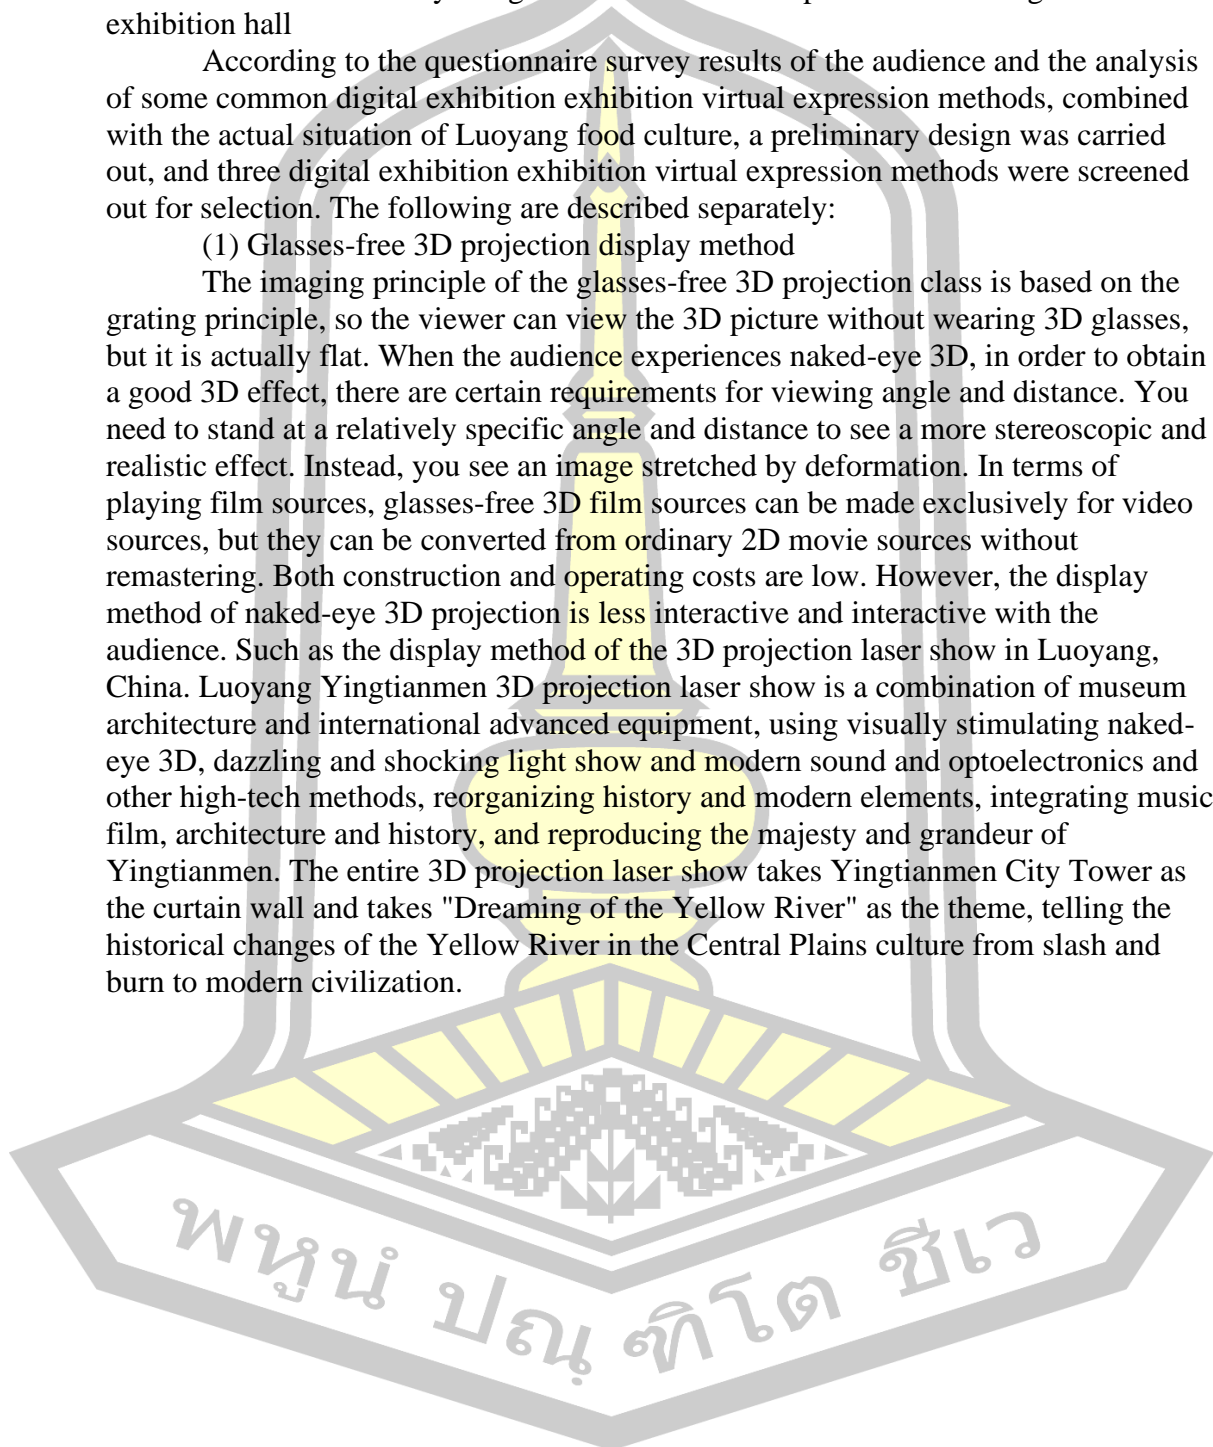 exhibition hall
According to the questionnaire survey results of the audience and the analysis
of some common digital exhibition exhibition virtual expression methods, combined
with the actual situation of Luoyang food culture, a preliminary design was carried
out, and three digital exhibition exhibition virtual expression methods were screened
out for selection. The following are described separately:
(1) Glasses-free 3D projection display method
The imaging principle of the glasses-free 3D projection class is based on the
grating principle, so the viewer can view the 3D picture without wearing 3D glasses,
but it is actually flat. When the audience experiences naked-eye 3D, in order to obtain
a good 3D effect, there are certain requirements for viewing angle and distance. You
need to stand at a relatively specific angle and distance to see a more stereoscopic and
realistic effect. Instead, you see an image stretched by deformation. In terms of
playing film sources, glasses-free 3D film sources can be made exclusively for video
sources, but they can be converted from ordinary 2D movie sources without
remastering. Both construction and operating costs are low. However, the display
method of naked-eye 3D projection is less interactive and interactive with the
audience. Such as the display method of the 3D projection laser show in Luoyang,
China. Luoyang Yingtianmen 3D projection laser show is a combination of museum
architecture and international advanced equipment, using visually stimulating naked-
eye 3D, dazzling and shocking light show and modern sound and optoelectronics and
other high-tech methods, reorganizing history and modern elements, integrating music
film, architecture and history, and reproducing the majesty and grandeur of
Yingtianmen. The entire 3D projection laser show takes Yingtianmen City Tower as
the curtain wall and takes "Dreaming of the Yellow River" as the theme, telling the
historical changes of the Yellow River in the Central Plains culture from slash and
burn to modern civilization.
พหูนํ ปณฺฑิโต ชีเว